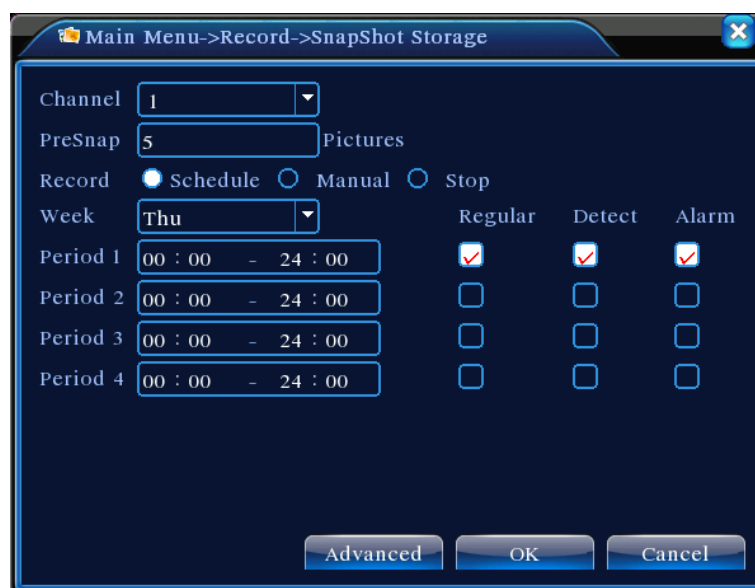 Main Menu->Record->SnapShot Storage
Channel 1
PreSnap 5 Pictures
Record Schedule Manual Stop
Week Thu Regular Detect Alarm
Period 1 00 : 00 - 24 : 00
Period 2 00 : 00 - 24 : 00
Period 3 00 : 00 - 24 : 00
Period 4 00 : 00 - 24 : 00
Advanced OK Cancel